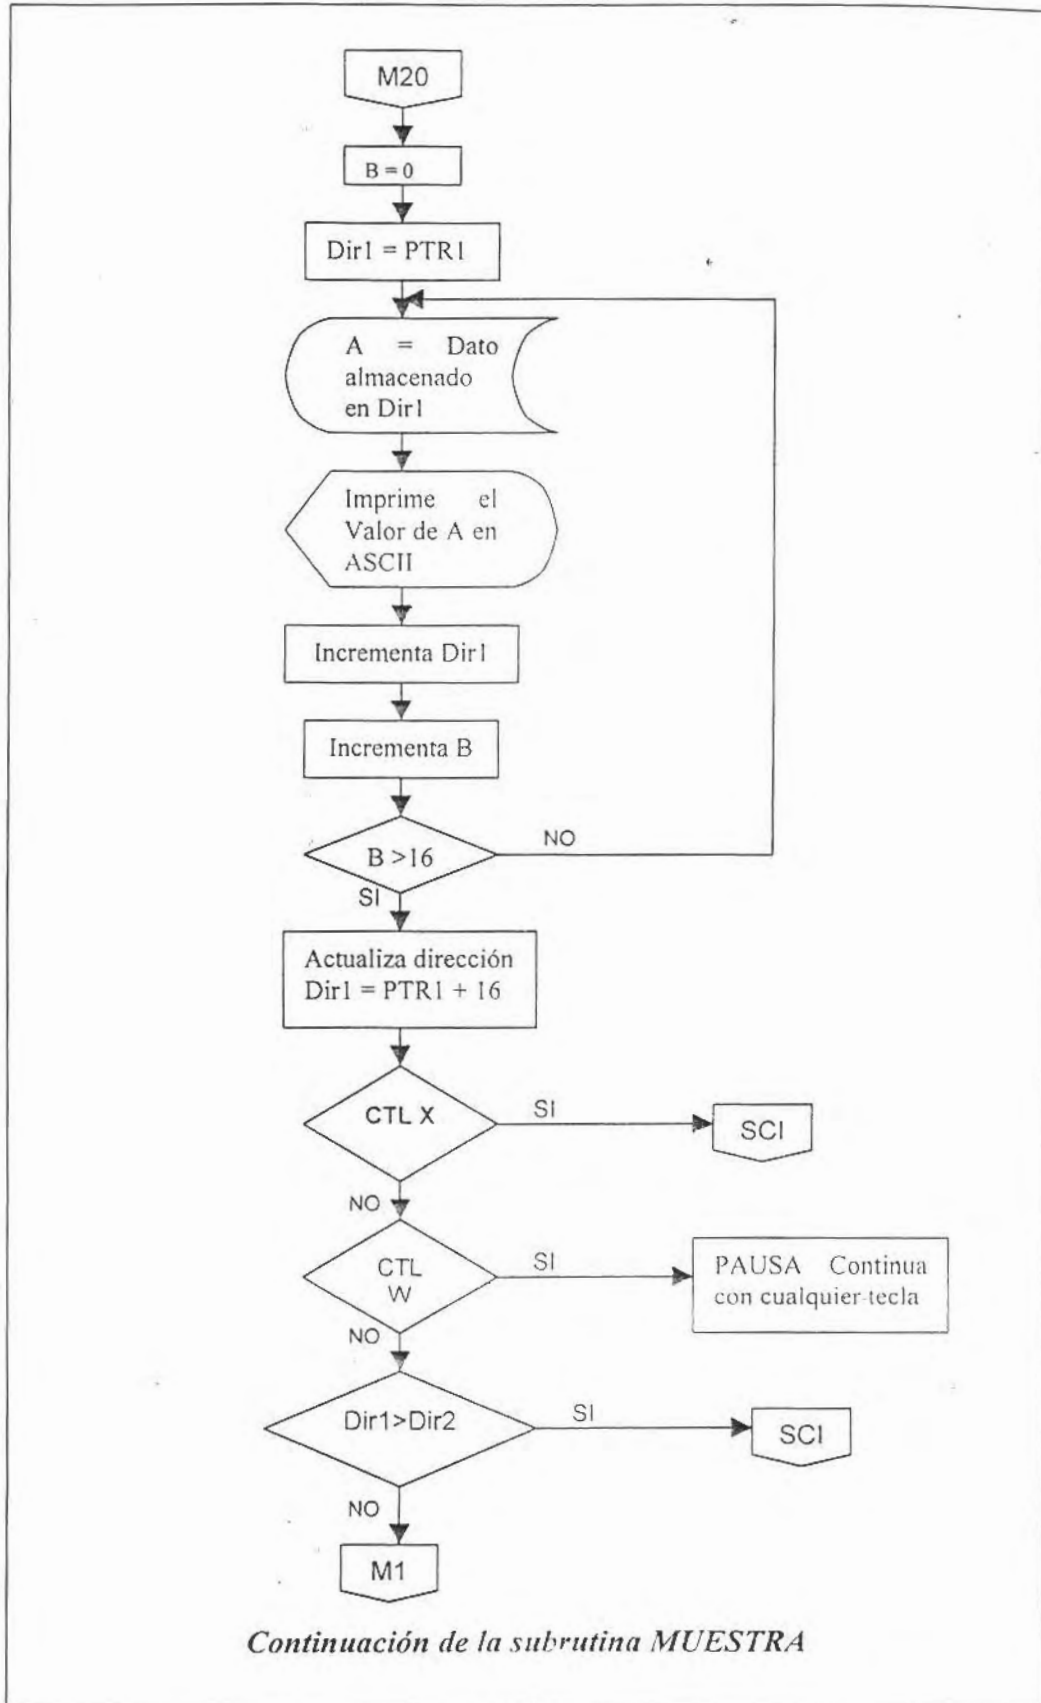 M20
B = 0
Dir1 = PTR1
A = Dato
almacenado
en Dir1
Imprime el
Valor de A en
ASCII
Incrementa Dir1
Incrementa B
B >16
NO
SI
Actualiza dirección
Dir1 = PTR1 + 16
CTL X
SI
SCI
NO
CTL
W
SI
PAUSA Continua
con cualquier tecla
NO
Dir1>Dir2
SI
SCI
NO
M1
Continuación de la subrutina MUESTRA